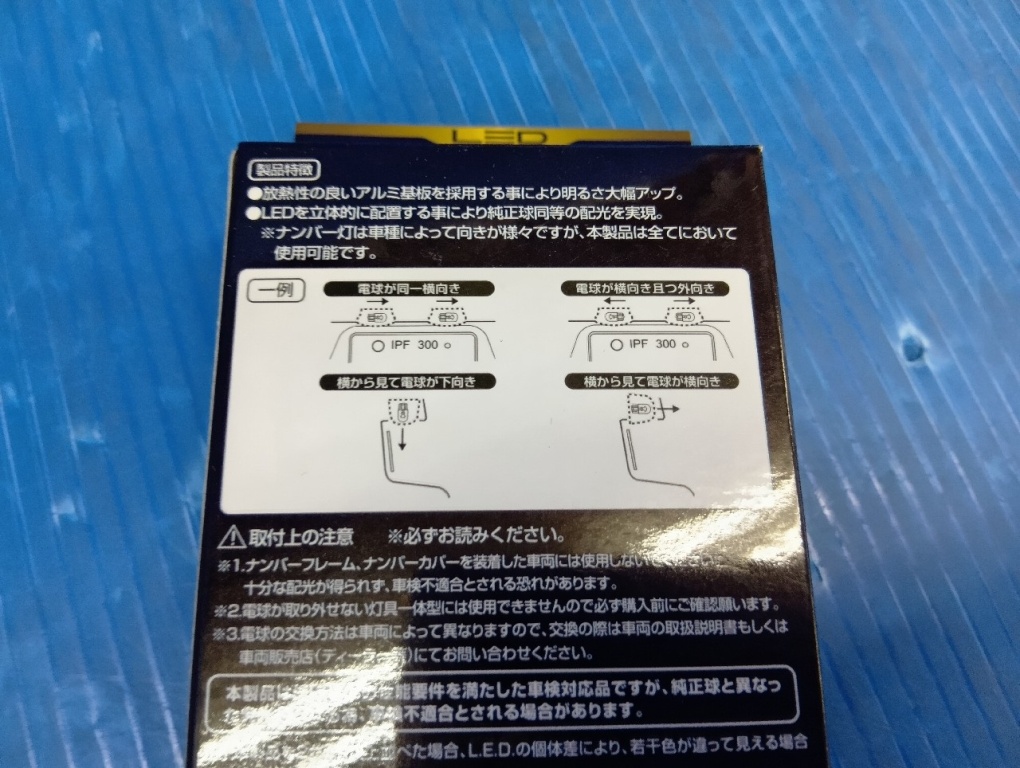 LED
製品特徴
●放熱性の良いアルミ基板を採用する事により明るさ大幅アップ。
●LEDを立体的に配置する事により純正球同等の配光を実現。
※ナンバー灯は車種によって向きが様々ですが、本製品は全てにおいて
使用可能です。
一例
電球が同一横向き
電球が横向き且つ外向き
IPF 300
IPF 300
横から見て電球が下向き
横から見て電球が横向き
取付上の注意 ※必ずお読みください。
※1.ナンバーフレーム、ナンバーカバーを装着した車両には使用しない
十分な配光が得られず、車検不適合とされる恐れがあります。
※2.電球が取り外せない灯具一体型には使用できませんので必ず購入前にご確認願います。
※3.電球の交換方法は車両によって異なりますので、交換の際は車両の取扱説明書もしくは
車両販売店(ディーラー等)にてお問い合わせください。
本製品は 要件を満たした車検対応品ですが、純正球と異なっ
不適合とされる場合があります。
べた場合、L.E.D.の個体差により、若干色が違って見える場合